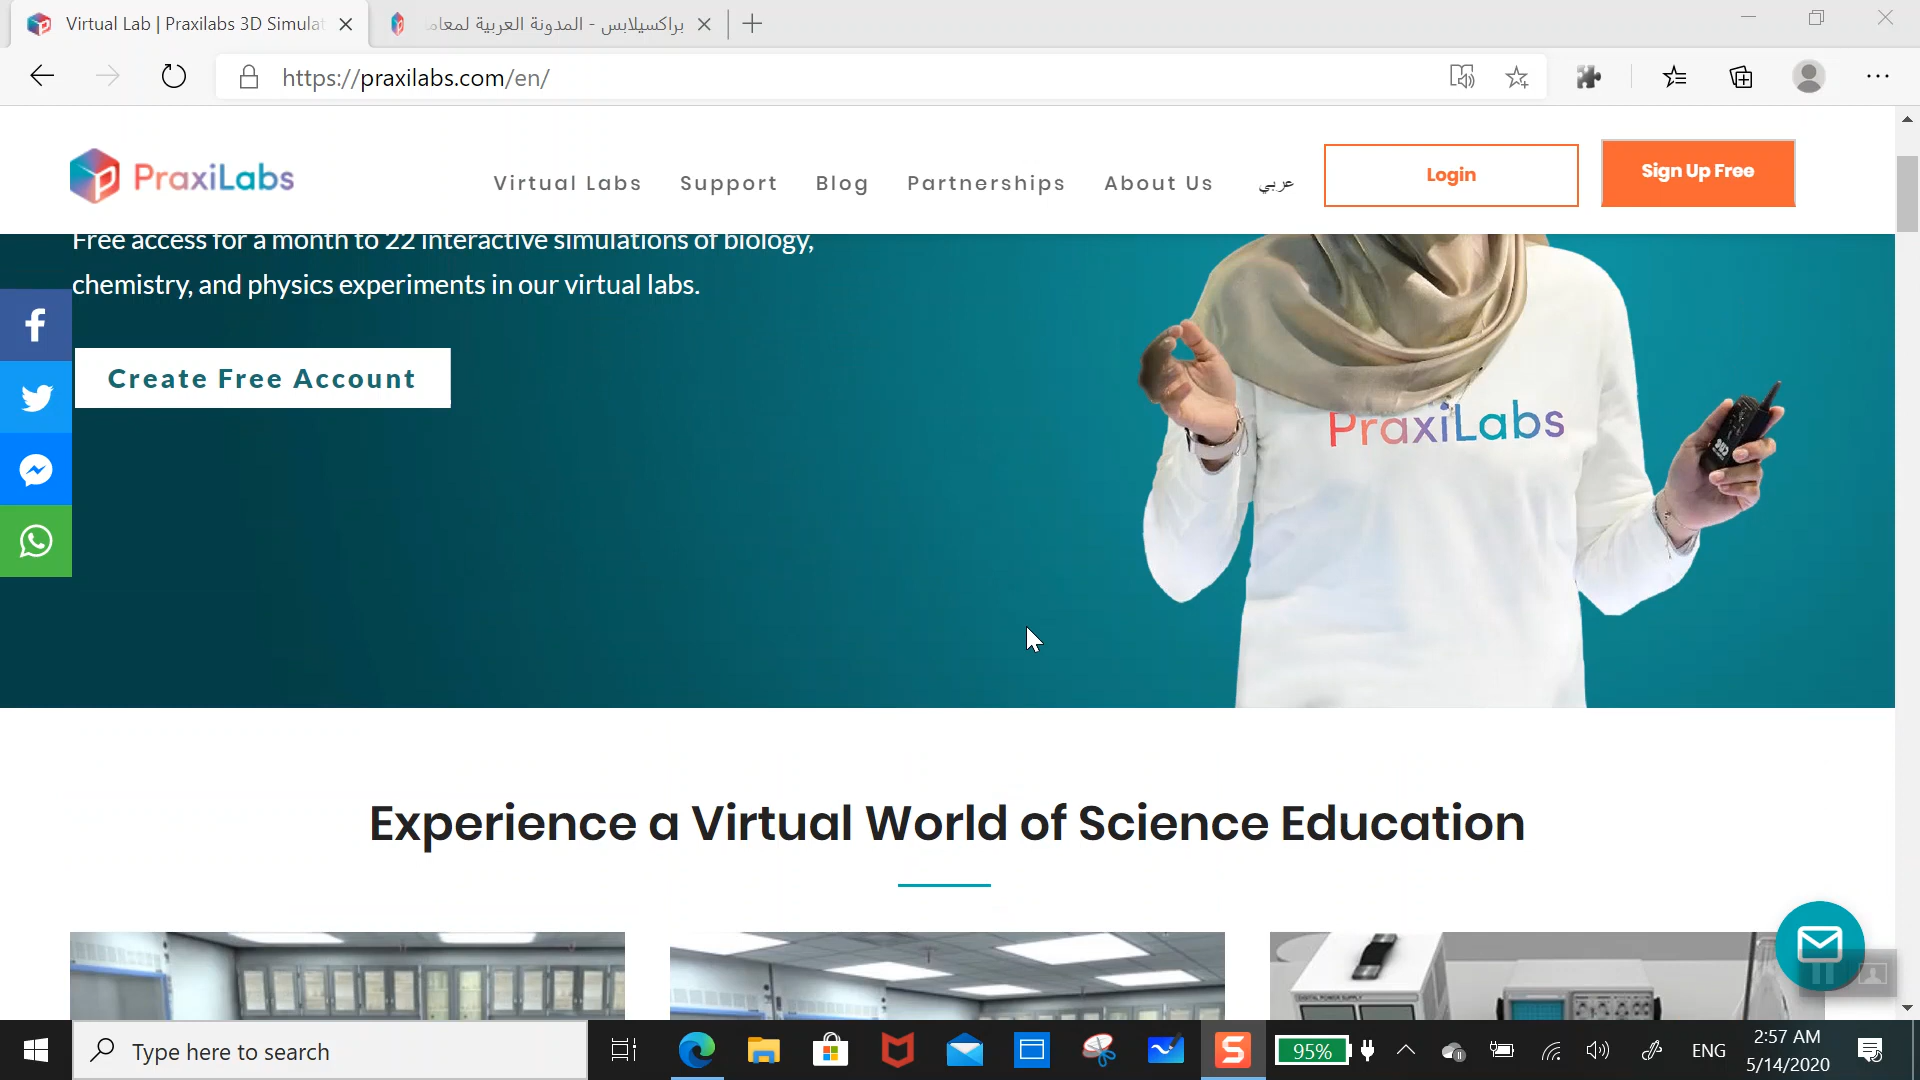 Virtual Lab | Praxilabs 3D Simulat
براكسيلابس - المدونة العربية لمعام
https://praxilabs.com/en/
PraxiLabs
Virtual Labs
Support
Blog
Partnerships
About Us
عربي
Login
Sign Up Free
Free access for a month to 22 interactive simulations of biology,
chemistry, and physics experiments in our virtual labs.
Create Free Account
PraxiLabs
Experience a Virtual World of Science Education
DIGITAL POWER SUPPLY
Type here to search
95%
ENG
2:57 AM
5/14/2020